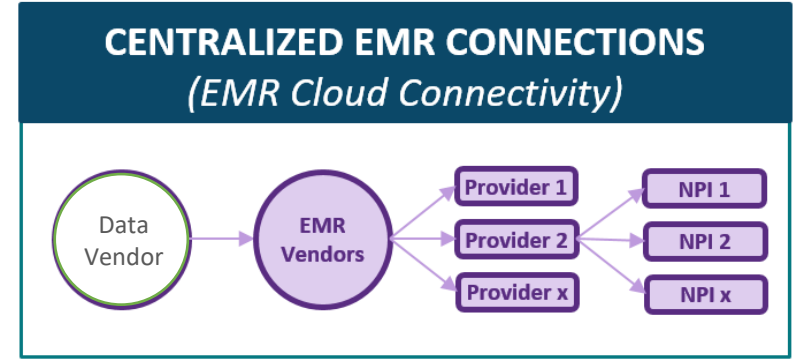 CENTRALIZED EMR CONNECTIONS
(EMR Cloud Connectivity)
Data
Vendor
EMR
Vendors
Provider 1
Provider 2
Provider x
NPI 1
NPI 2
NPI x